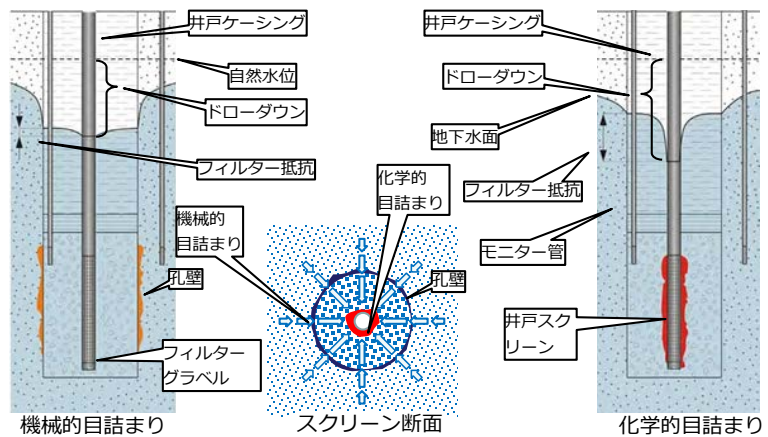 井戸ケーシング
自然水位
ドローダウン
フィルター抵抗
機械的
目詰まり
孔壁
フィルター
グラベル
機械的目詰まり
化学的
目詰まり
孔壁
スクリーン断面
井戸ケーシング
ドローダウン
地下水面
フィルター抵抗
モニター管
井戸スク
リーン
化学的目詰まり